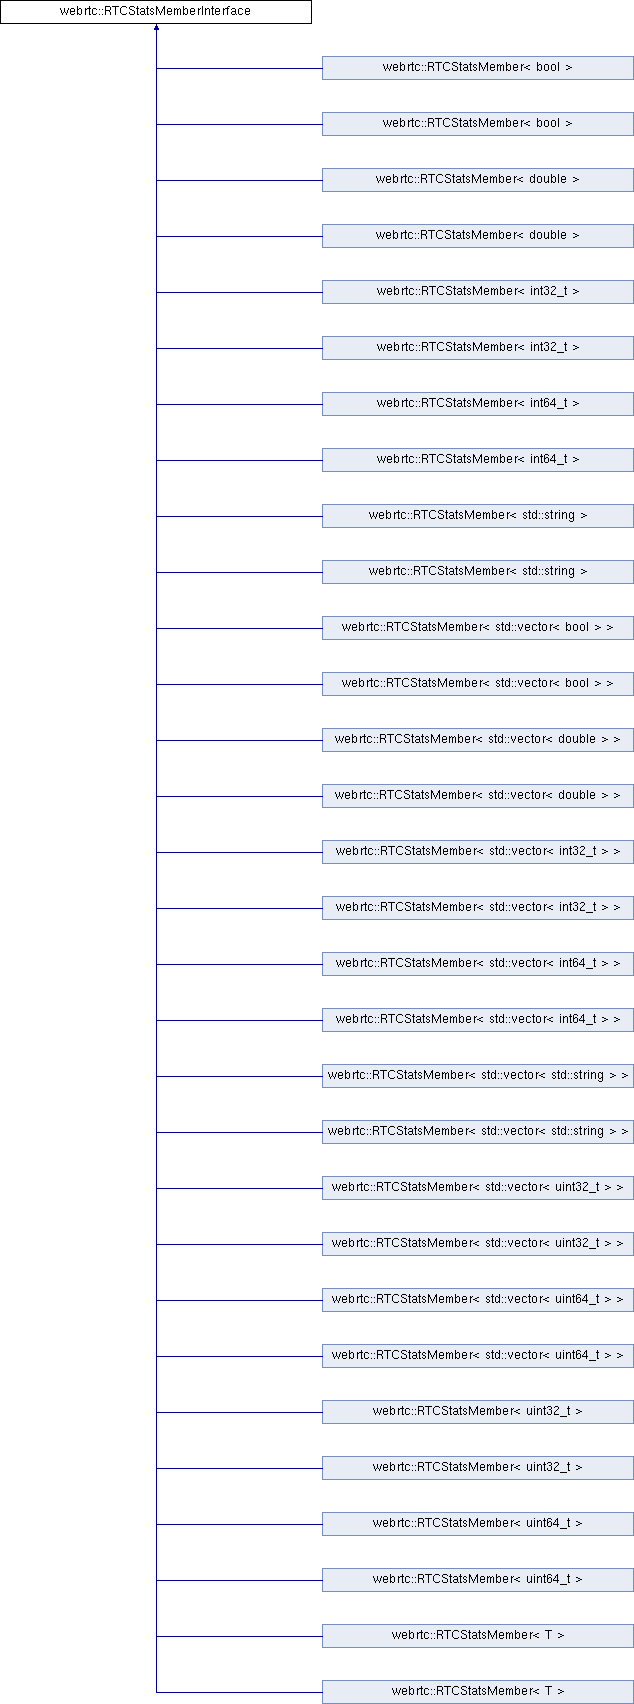 webrtc::RTCStatsMemberInterface
webrtc::RTCStatsMember< bool >
webrtc::RTCStatsMember< bool >
webrtc::RTCStatsMember< double >
webrtc::RTCStatsMember< double >
webrtc::RTCStatsMember< int32_t >
webrtc::RTCStatsMember< int32_t >
webrtc::RTCStatsMember< int64_t >
webrtc::RTCStatsMember< int64_t >
webrtc::RTCStatsMember< std::string >
webrtc::RTCStatsMember< std::string >
webrtc::RTCStatsMember< std::vector< bool > >
webrtc::RTCStatsMember< std::vector< bool > >
webrtc::RTCStatsMember< std::vector< double > >
webrtc::RTCStatsMember< std::vector< double > >
webrtc::RTCStatsMember< std::vector< int32_t > >
webrtc::RTCStatsMember< std::vector< int32_t > >
webrtc::RTCStatsMember< std::vector< int64_t > >
webrtc::RTCStatsMember< std::vector< int64_t > >
webrtc::RTCStatsMember< std::vector< std::string > >
webrtc::RTCStatsMember< std::vector< std::string > >
webrtc::RTCStatsMember< std::vector< uint32_t > >
webrtc::RTCStatsMember< std::vector< uint32_t > >
webrtc::RTCStatsMember< std::vector< uint64_t > >
webrtc::RTCStatsMember< std::vector< uint64_t > >
webrtc::RTCStatsMember< uint32_t >
webrtc::RTCStatsMember< uint32_t >
webrtc::RTCStatsMember< uint64_t >
webrtc::RTCStatsMember< uint64_t >
webrtc::RTCStatsMember< T >
webrtc::RTCStatsMember< T >